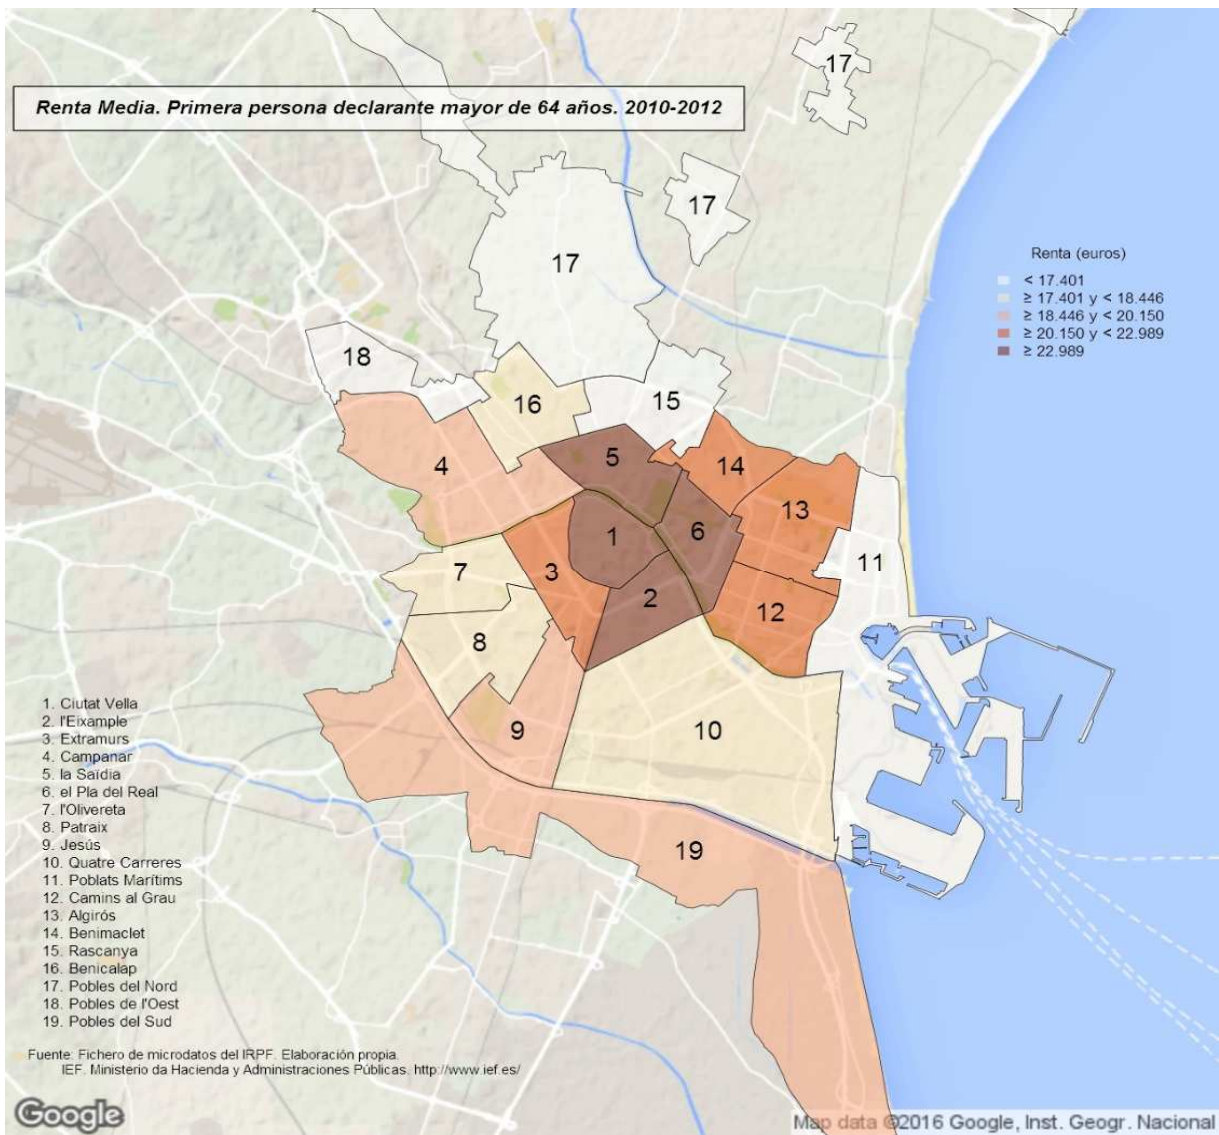 17
Renta Media. Primera persona declarante mayor de 64 años. 2010-2012
17
17
Renta (euros)
< 17.401
≥ 17.401 y < 18.446
≥ 18.446 y < 20.150
≥ 20.150 y < 22.989
≥ 22.989
18
16
15
4
5
14
13
1
6
11
7
3
2
12
8
9
10
19
1. Ciutat Vella
2. l'Eixample
3. Extramurs
4. Campanar
5. la Saïdia
6. el Pla del Real
7. l'Olivereta
8. Patraix
9. Jesús
10. Quatre Carreres
11. Poblats Marítims
12. Camins al Grau
13. Algirós
14. Benimaclet
15. Rascanya
16. Benicalap
17. Pobles del Nord
18. Pobles de l'Oest
19. Pobles del Sud
Fuente: Fichero de microdatos del IRPF. Elaboración propia.
IEF. Ministerio da Hacienda y Administraciones Públicas. http://www.ief.es/
Google
Map data ©2016 Google, Inst. Geogr. Nacional